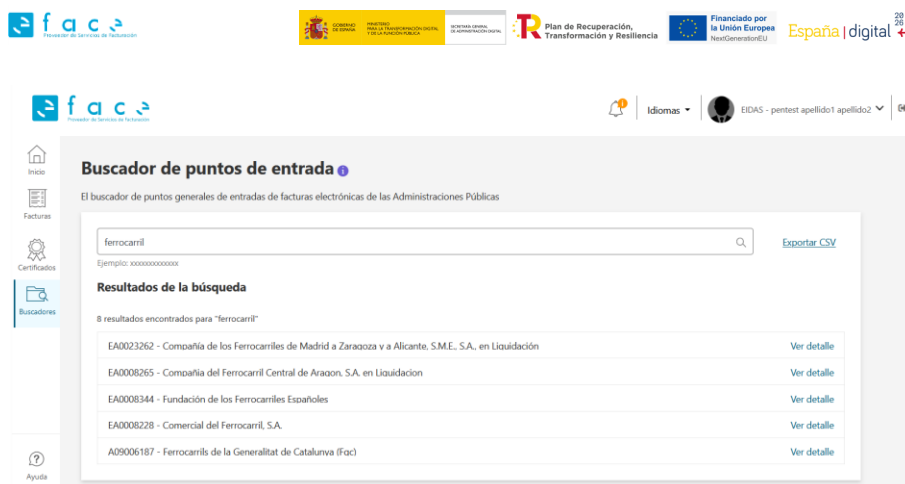 face
Proveedor de Servicios de Facturación
GOBIERNO DE ESPAÑA
MINISTERIO PARA LA TRANSFORMACIÓN DIGITAL Y DE LA FUNCIÓN PÚBLICA
SECRETARÍA GENERAL DE ADMINISTRACIÓN DIGITAL
Plan de Recuperación,
Transformación y Resiliencia
Financiado por
la Unión Europea
NextGenerationEU
España | digital 2026
face
Proveedor de Servicios de Facturación
Idiomas
EIDAS - pentest apellido1 apellido2
Inicio
Facturas
Certificados
Buscadores
Ayuda
Buscador de puntos de entrada
El buscador de puntos generales de entradas de facturas electrónicas de las Administraciones Públicas
ferrocarril
Exportar CSV
Ejemplo: xxxxxxxxxxxxx
Resultados de la búsqueda
8 resultados encontrados para "ferrocarril"
EA0023262 - Compañía de los Ferrocarriles de Madrid a Zaragoza y a Alicante, S.M.E., S.A., en Liquidación Ver detalle
EA0008265 - Compañia del Ferrocarril Central de Aragon, S.A. en Liquidacion Ver detalle
EA0008344 - Fundación de los Ferrocarriles Españoles Ver detalle
EA0008228 - Comercial del Ferrocarril, S.A. Ver detalle
A09006187 - Ferrocarrils de la Generalitat de Catalunya (Fgc) Ver detalle